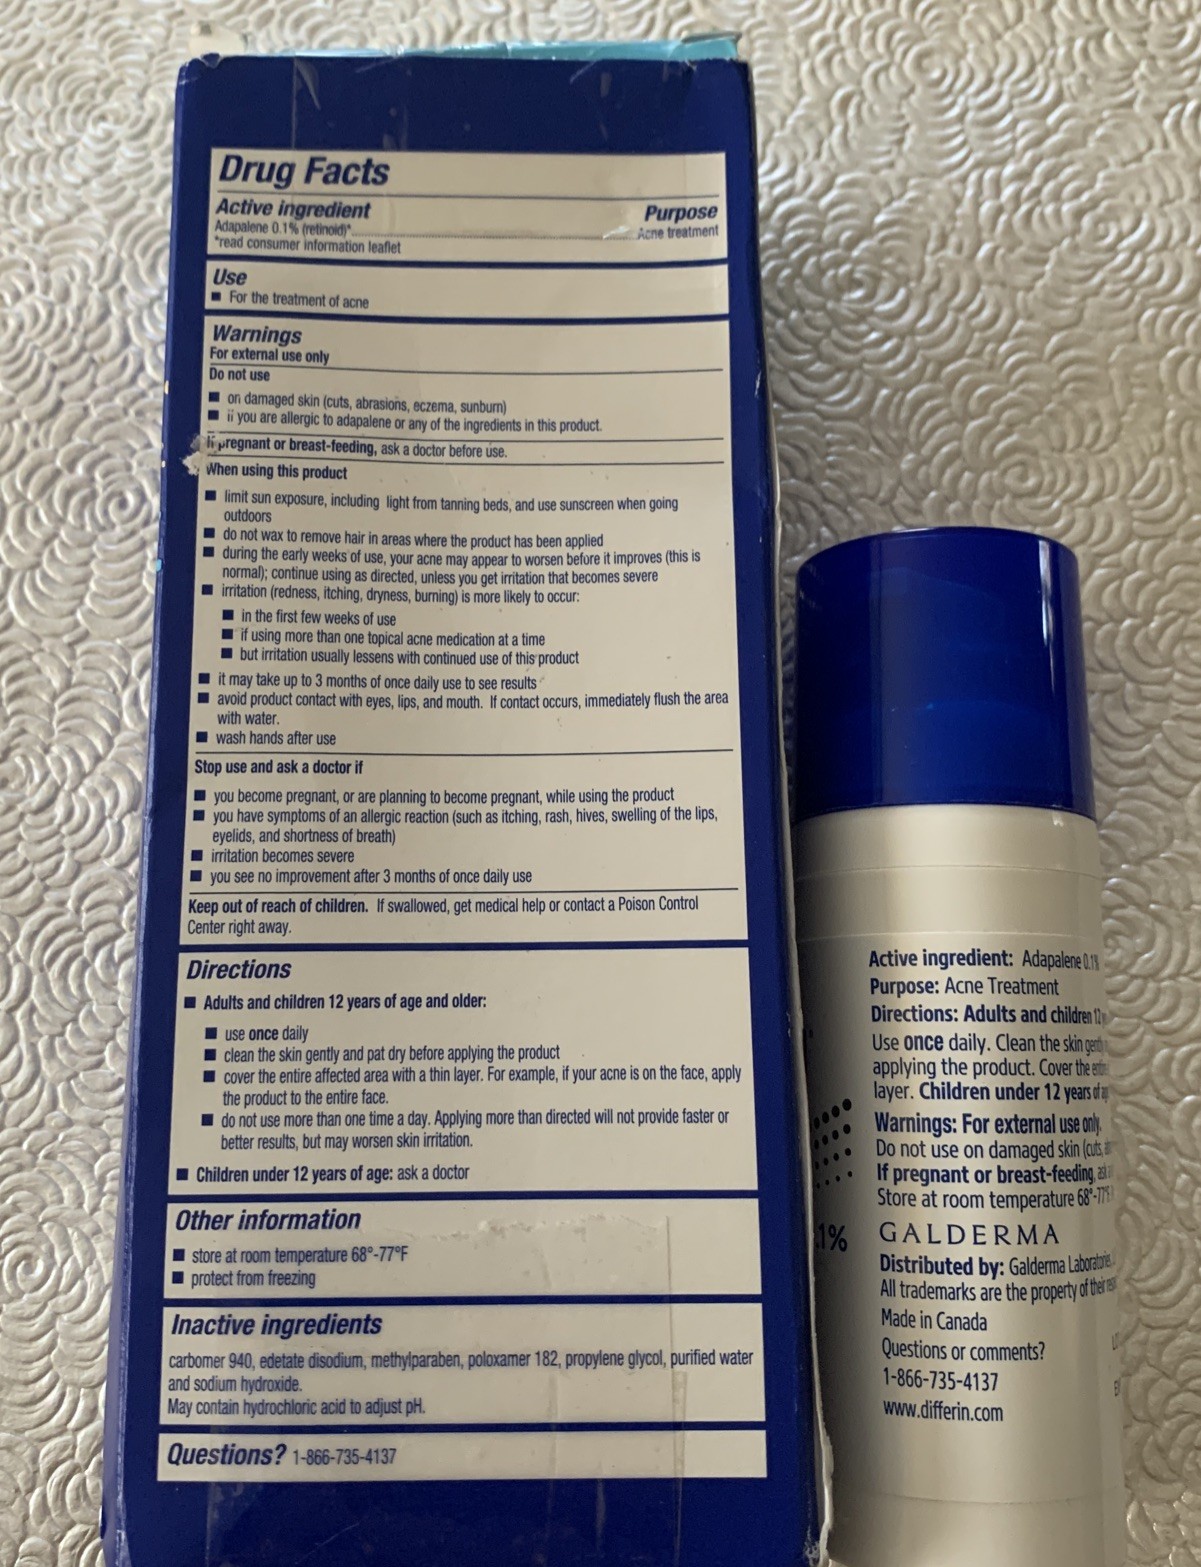 Drug Facts
Active ingredient Purpose
Adapalene 0.1% (retinoid)* Acne treatment
*read consumer information leaflet
Use
■ For the treatment of acne
Warnings
For external use only
Do not use
■ on damaged skin (cuts, abrasions, eczema, sunburn)
■ if you are allergic to adapalene or any of the ingredients in this product.
If pregnant or breast-feeding, ask a doctor before use.
When using this product
■ limit sun exposure, including light from tanning beds, and use sunscreen when going
outdoors
■ do not wax to remove hair in areas where the product has been applied
■ during the early weeks of use, your acne may appear to worsen before it improves (this is
normal); continue using as directed, unless you get irritation that becomes severe
■ irritation (redness, itching, dryness, burning) is more likely to occur:
■ in the first few weeks of use
■ if using more than one topical acne medication at a time
■ but irritation usually lessens with continued use of this product
■ it may take up to 3 months of once daily use to see results
■ avoid product contact with eyes, lips, and mouth. If contact occurs, immediately flush the area
with water.
■ wash hands after use
Stop use and ask a doctor if
■ you become pregnant, or are planning to become pregnant, while using the product
■ you have symptoms of an allergic reaction (such as itching, rash, hives, swelling of the lips,
eyelids, and shortness of breath)
■ irritation becomes severe
■ you see no improvement after 3 months of once daily use
Keep out of reach of children. If swallowed, get medical help or contact a Poison Control
Center right away.
Directions
■ Adults and children 12 years of age and older:
■ use once daily
■ clean the skin gently and pat dry before applying the product
■ cover the entire affected area with a thin layer. For example, if your acne is on the face, apply
the product to the entire face.
■ do not use more than one time a day. Applying more than directed will not provide faster or
better results, but may worsen skin irritation.
■ Children under 12 years of age: ask a doctor
Other information
■ store at room temperature 68°-77°F
■ protect from freezing
Inactive ingredients
carbomer 940, edetate disodium, methylparaben, poloxamer 182, propylene glycol, purified water
and sodium hydroxide.
May contain hydrochloric acid to adjust pH.
Questions? 1-866-735-4137
Active ingredient: Adapalene 0.1%
Purpose: Acne Treatment
Directions: Adults and children 12
Use once daily. Clean the skin gently
applying the product. Cover the entire
layer. Children under 12 years of
Warnings: For external use only.
Do not use on damaged skin (cuts,
If pregnant or breast-feeding,
Store at room temperature 68°-77°F
.1%
GALDERMA
Distributed by: Galderma Laboratories
All trademarks are the property of their
Made in Canada
Questions or comments?
1-866-735-4137
www.differin.com